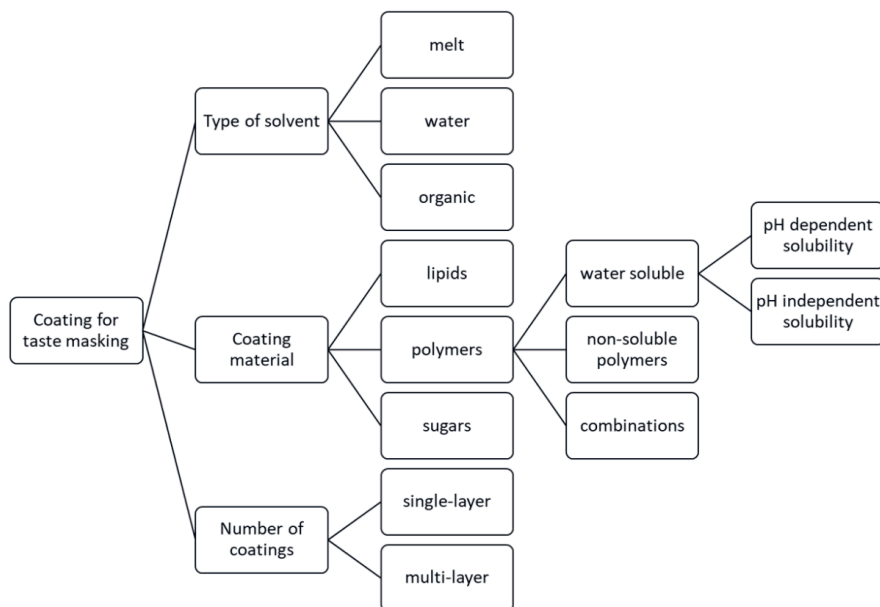 Coating for
taste masking
Type of solvent
melt
water
organic
Coating
material
lipids
polymers
sugars
water soluble
pH dependent
solubility
pH independent
solubility
non-soluble
polymers
combinations
Number of
coatings
single-layer
multi-layer